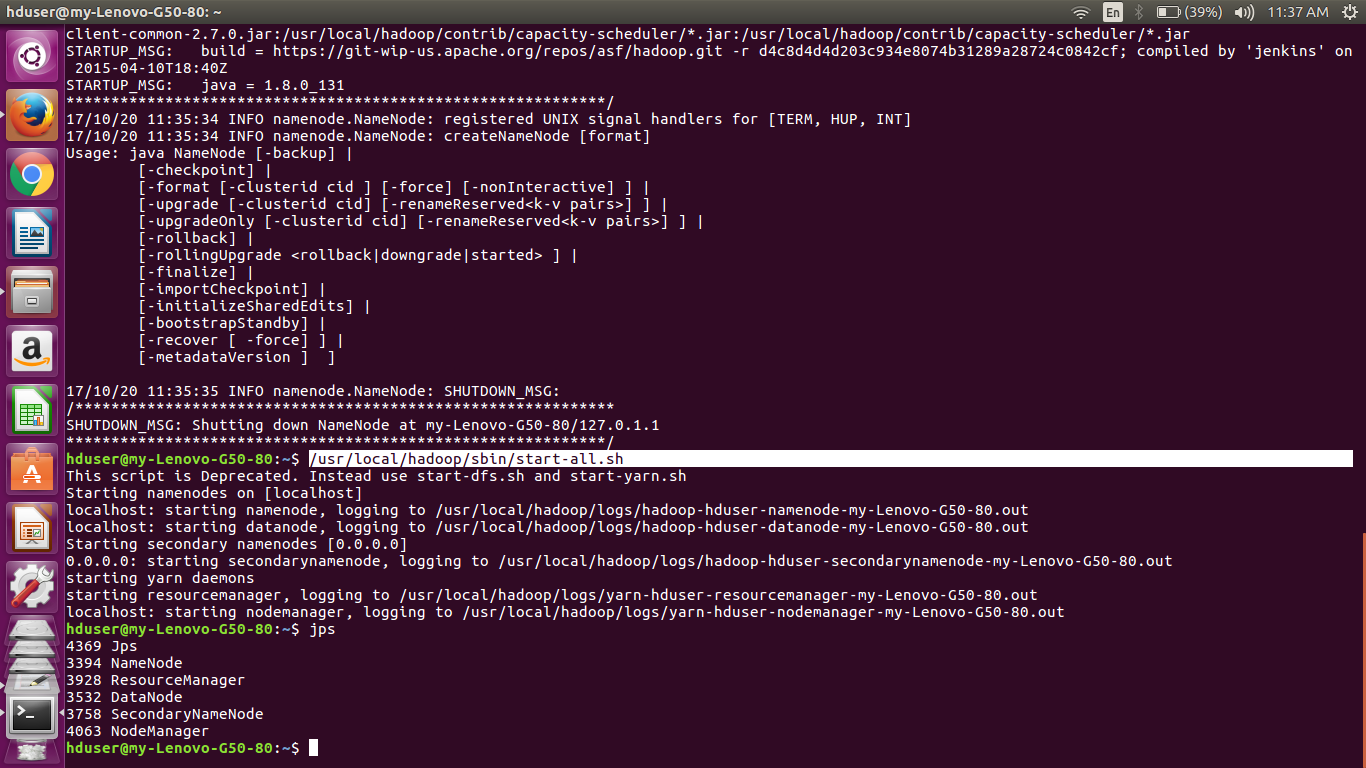 hduser@my-Lenovo-G50-80: ~
En
(39%)
11:37 AM
client-common-2.7.0.jar:/usr/local/hadoop/contrib/capacity-scheduler/*.jar:/usr/local/hadoop/contrib/capacity-scheduler/*.jar
STARTUP_MSG:   build = https://git-wip-us.apache.org/repos/asf/hadoop.git -r d4c8d4d4d203c934e8074b31289a28724c0842cf; compiled by 'jenkins' on
 2015-04-10T18:40Z
STARTUP_MSG:   java = 1.8.0_131
************************************************************/
17/10/20 11:35:34 INFO namenode.NameNode: registered UNIX signal handlers for [TERM, HUP, INT]
17/10/20 11:35:34 INFO namenode.NameNode: createNameNode [format]
Usage: java NameNode [-backup] |
        [-checkpoint] |
        [-format [-clusterid cid ] [-force] [-nonInteractive] ] |
        [-upgrade [-clusterid cid] [-renameReserved<k-v pairs>] ] |
        [-upgradeOnly [-clusterid cid] [-renameReserved<k-v pairs>] ] |
        [-rollback] |
        [-rollingUpgrade <rollback|downgrade|started> ] |
        [-finalize] |
        [-importCheckpoint] |
        [-initializeSharedEdits] |
        [-bootstrapStandby] |
        [-recover [ -force] ] |
        [-metadataVersion ]  ]
17/10/20 11:35:35 INFO namenode.NameNode: SHUTDOWN_MSG:
/************************************************************
SHUTDOWN_MSG: Shutting down NameNode at my-Lenovo-G50-80/127.0.1.1
************************************************************/
hduser@my-Lenovo-G50-80:~$ /usr/local/hadoop/sbin/start-all.sh
This script is Deprecated. Instead use start-dfs.sh and start-yarn.sh
Starting namenodes on [localhost]
localhost: starting namenode, logging to /usr/local/hadoop/logs/hadoop-hduser-namenode-my-Lenovo-G50-80.out
localhost: starting datanode, logging to /usr/local/hadoop/logs/hadoop-hduser-datanode-my-Lenovo-G50-80.out
Starting secondary namenodes [0.0.0.0]
0.0.0.0: starting secondarynamenode, logging to /usr/local/hadoop/logs/hadoop-hduser-secondarynamenode-my-Lenovo-G50-80.out
starting yarn daemons
starting resourcemanager, logging to /usr/local/hadoop/logs/yarn-hduser-resourcemanager-my-Lenovo-G50-80.out
localhost: starting nodemanager, logging to /usr/local/hadoop/logs/yarn-hduser-nodemanager-my-Lenovo-G50-80.out
hduser@my-Lenovo-G50-80:~$ jps
4369 Jps
3394 NameNode
3928 ResourceManager
3532 DataNode
3758 SecondaryNameNode
4063 NodeManager
hduser@my-Lenovo-G50-80:~$